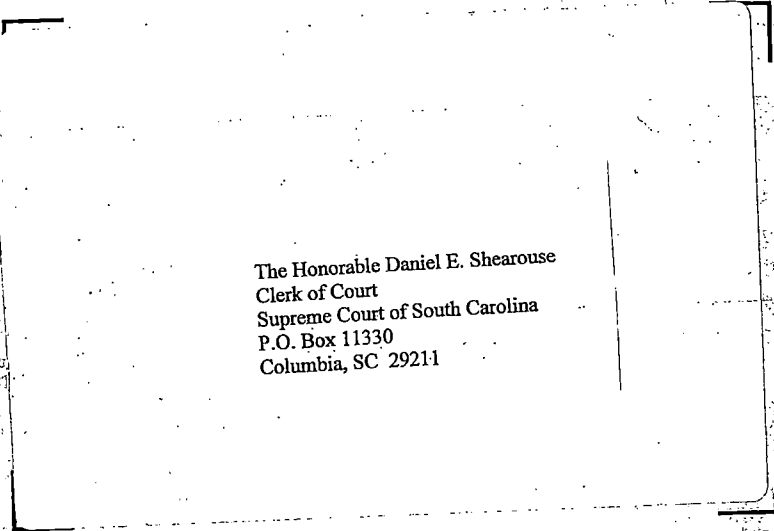 The Honorable Daniel E. Shearouse
Clerk of Court
Supreme Court of South Carolina
P.O. Box 11330
Columbia, SC 29211